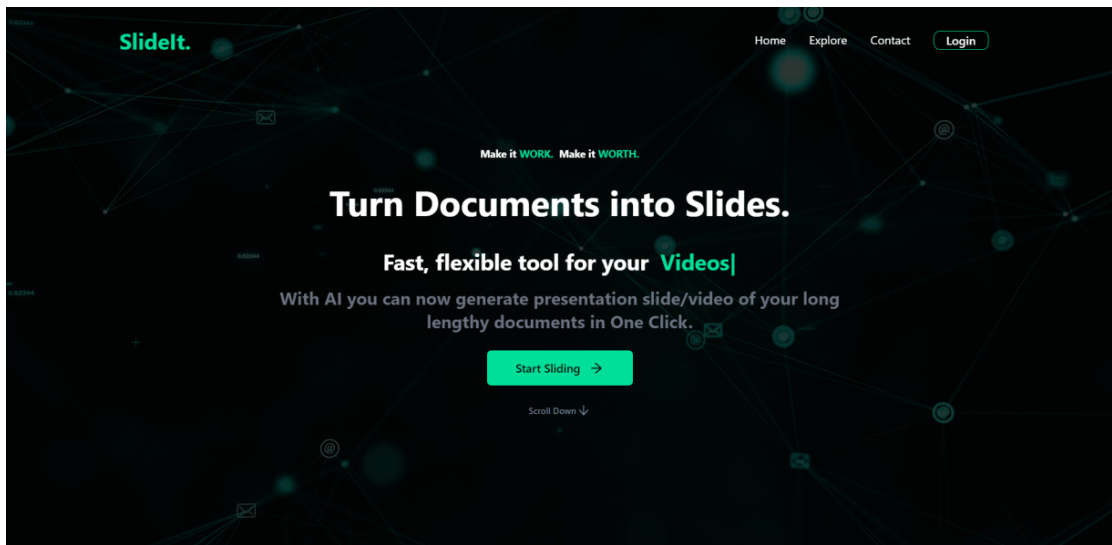 SlideIt.
Home Explore Contact Login
Make it WORK. Make it WORTH.
Turn Documents into Slides.
Fast, flexible tool for your Videos|
With AI you can now generate presentation slide/video of your long
lengthy documents in One Click.
Start Sliding →
Scroll Down ↓